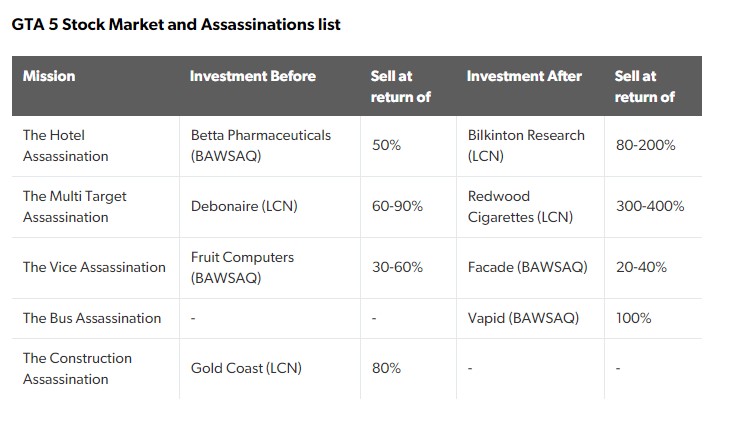 GTA 5 Stock Market and Assassinations list
Mission
Investment Before
Sell at
return of
Investment After
Sell at
return of
The Hotel
Assassination
Betta Pharmaceuticals
(BAWSAQ)
50%
Bilkinton Research
(LCN)
80-200%
The Multi Target
Assassination
Debonaire (LCN)
60-90%
Redwood
Cigarettes (LCN)
300-400%
The Vice Assassination
Fruit Computers
(BAWSAQ)
30-60%
Facade (BAWSAQ)
20-40%
The Bus Assassination
-
-
Vapid (BAWSAQ)
100%
The Construction
Assassination
Gold Coast (LCN)
80%
-
-